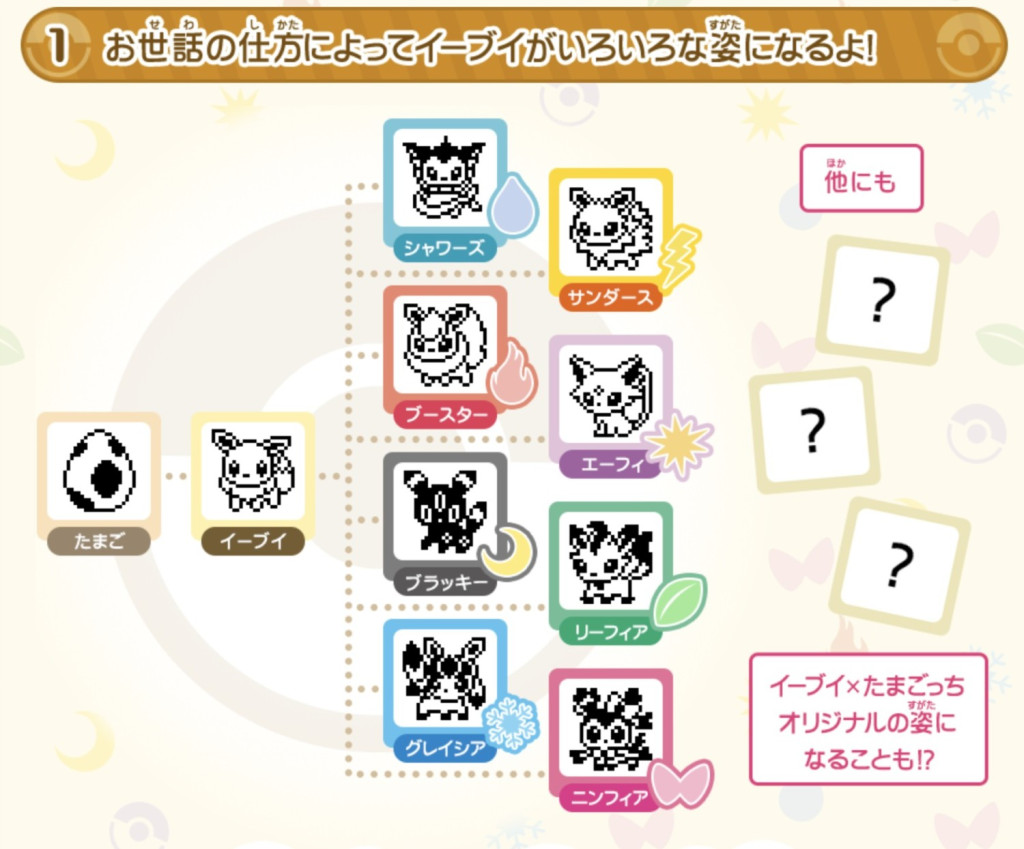 1 お世話の仕方によってイーブイがいろいろな姿になるよ!
せ わ し かた すがた
シャワーズ
サンダース
ブースター
エーフィ
たまご
イーブイ
ブラッキー
リーフィア
グレイシア
ニンフィア
ほか
他にも
?
?
?
イーブイ×たまごっち
すがた
オリジナルの姿に
なることも!?